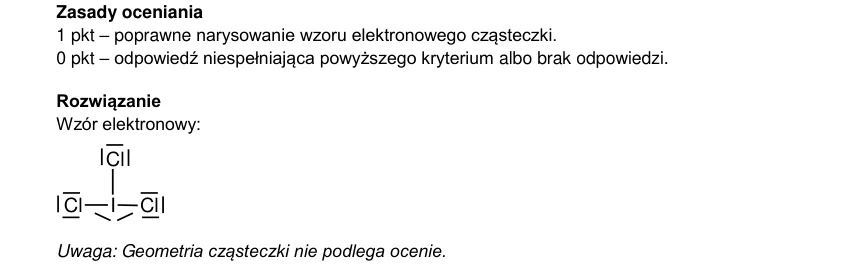 Zasady oceniania
1 pkt – poprawne narysowanie wzoru elektronowego cząsteczki.
0 pkt – odpowiedź niespełniająca powyższego kryterium albo brak odpowiedzi.
Rozwiązanie
Wzór elektronowy:
Cl
Cl I Cl
Uwaga: Geometria cząsteczki nie podlega ocenie.